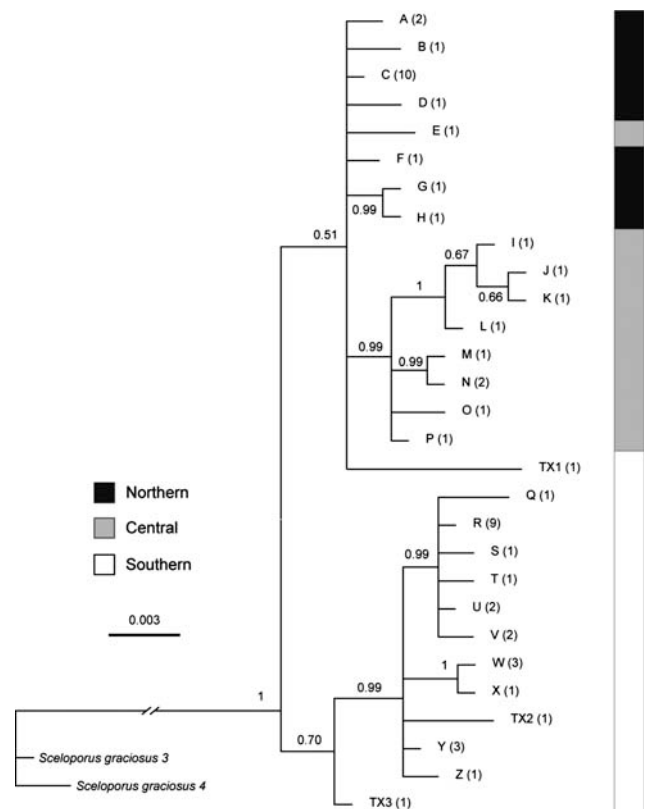 A (2)
B (1)
C (10)
D (1)
E (1)
F (1)
G (1)
0.99
H (1)
0.51
I (1)
0.67
J (1)
1
0.66
K (1)
L (1)
0.99
M (1)
0.99
N (2)
O (1)
P (1)
TX1 (1)
Northern
Central
Southern
0.003
Q (1)
R (9)
0.99
S (1)
T (1)
U (2)
V (2)
1
W (3)
0.99
X (1)
1
TX2 (1)
0.70
Y (3)
Sceloporus graciosus 3
Z (1)
Sceloporus graciosus 4
TX3 (1)